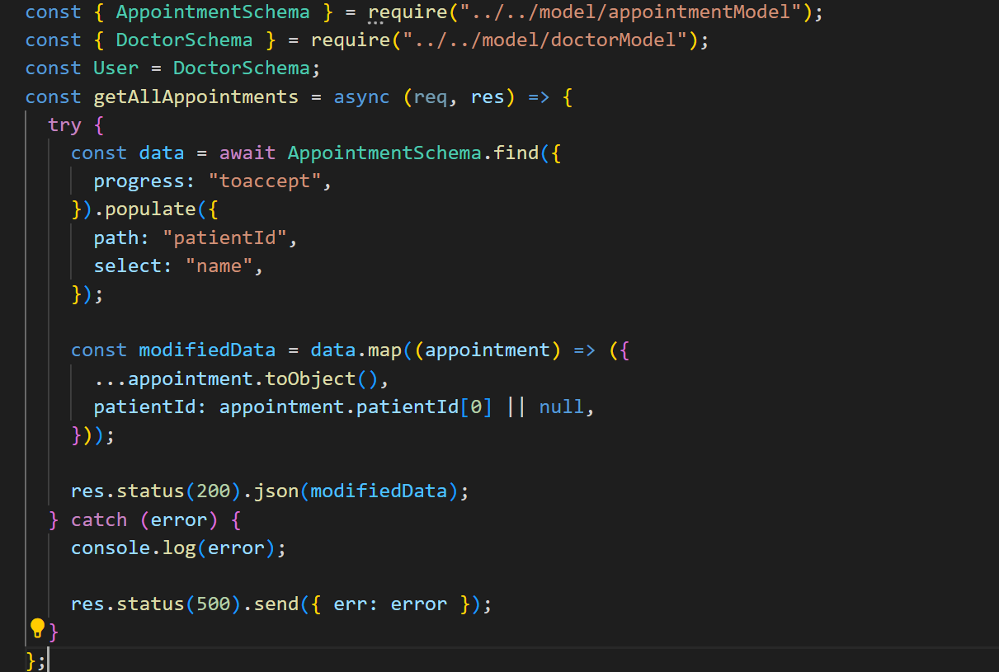 const { AppointmentSchema } = require("../../model/appointmentModel");
const { DoctorSchema } = require("../../model/doctorModel");
const User = DoctorSchema;
const getAllAppointments = async (req, res) => {
  try {
    const data = await AppointmentSchema.find({
      progress: "toaccept",
    }).populate({
      path: "patientId",
      select: "name",
    });

    const modifiedData = data.map((appointment) => ({
      ...appointment.toObject(),
      patientId: appointment.patientId[0] || null,
    }));

    res.status(200).json(modifiedData);
  } catch (error) {
    console.log(error);

    res.status(500).send({ err: error });
  }
};